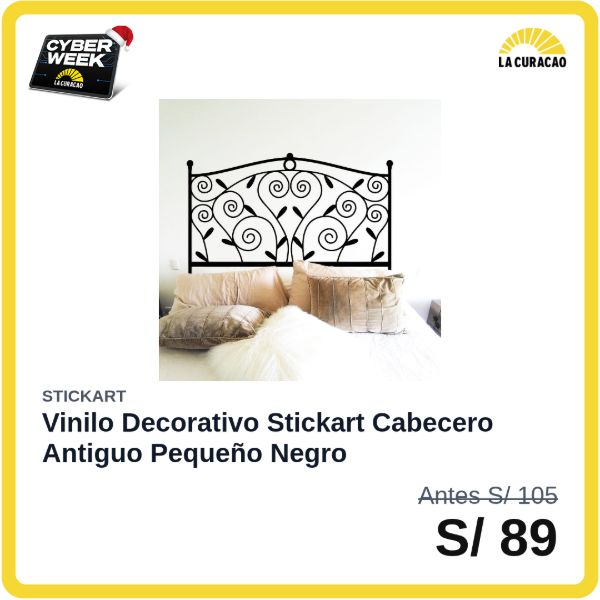 CYBER
WEEK
LA CURACAO
LA CURACAO
STICKART
Vinilo Decorativo Stickart Cabecero
Antiguo Pequeño Negro
Antes S/ 105
S/ 89